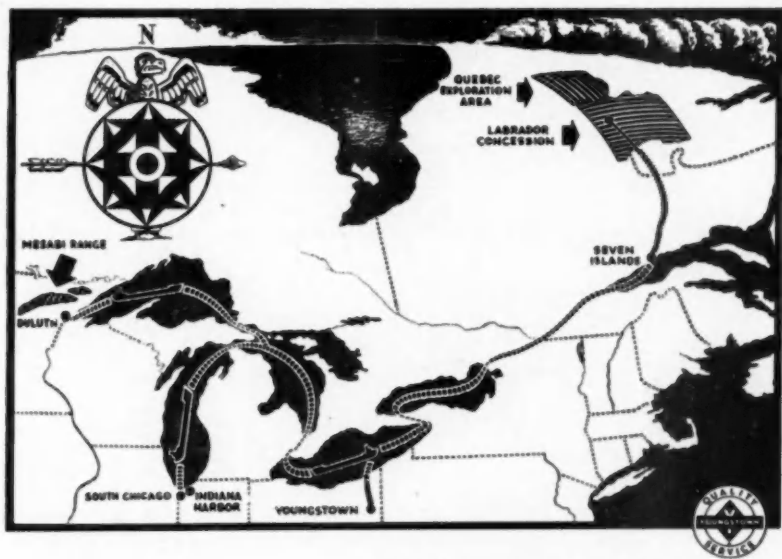 N
QUEBEC
EXPLORATION
AREA
LABRADOR
CONCESSION
MESABI RANGE
SEVEN
ISLANDS
DULUTH
SOUTH CHICAGO
INDIANA
HARBOR
YOUNGSTOWN
QUALITY
YOUNGSTOWN
SERVICE